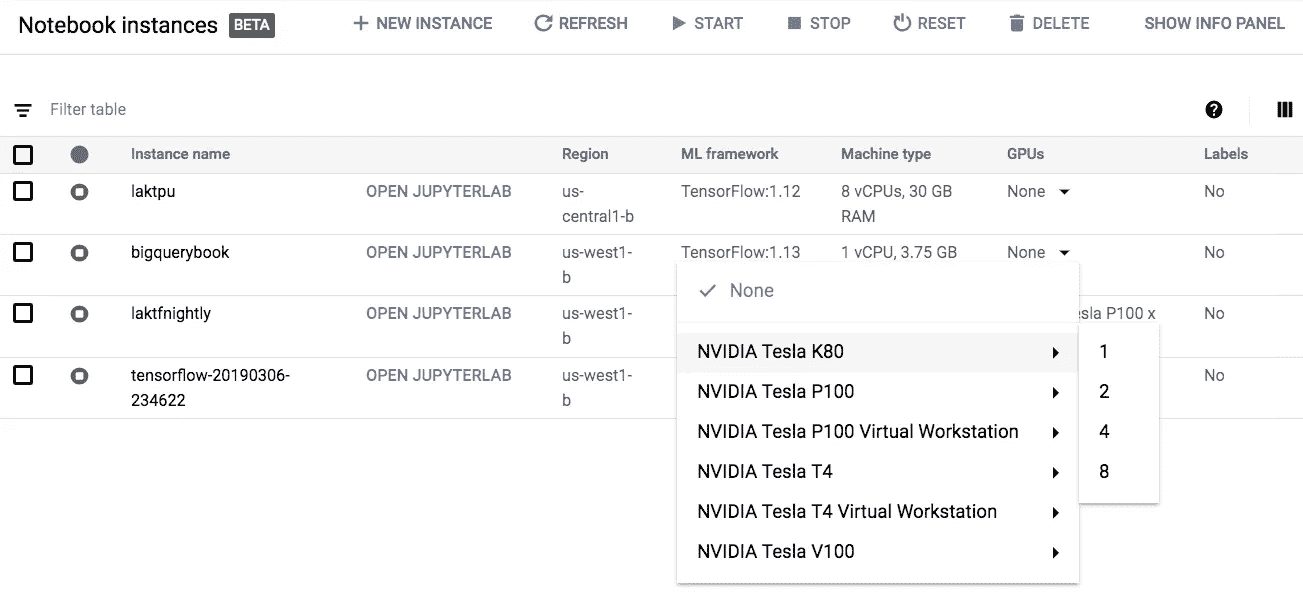 Notebook instances BETA + NEW INSTANCE REFRESH START STOP RESET DELETE SHOW INFO PANEL
Filter table
Instance name Region ML framework Machine type GPUs Labels
laktpu OPEN JUPYTERLAB us- TensorFlow:1.12 8 vCPUs, 30 GB None No
central1-b RAM
bigquerybook OPEN JUPYTERLAB us-west1- TensorFlow:1.13 1 vCPU, 3.75 GB None No
b
None
laktfnightly OPEN JUPYTERLAB us-west1- P100 x No
b
NVIDIA Tesla K80 1
tensorflow-20190306- OPEN JUPYTERLAB us-west1- No
234622 b
NVIDIA Tesla P100 2
NVIDIA Tesla P100 Virtual Workstation 4
NVIDIA Tesla T4 8
NVIDIA Tesla T4 Virtual Workstation
NVIDIA Tesla V100